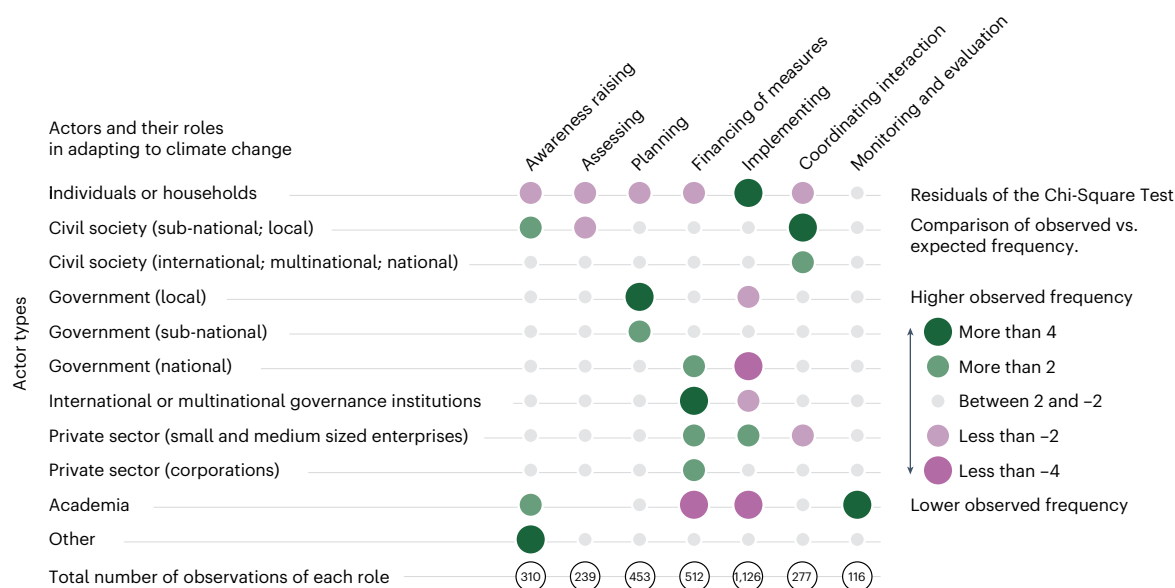 Awareness raising
Assessing
Planning
Financing of measures
Implementing
Coordinating interaction
Monitoring and evaluation
Actors and their roles
in adapting to climate change
Actor types
Individuals or households
Civil society (sub-national; local)
Civil society (international; multinational; national)
Government (local)
Government (sub-national)
Government (national)
International or multinational governance institutions
Private sector (small and medium sized enterprises)
Private sector (corporations)
Academia
Other
Total number of observations of each role
310
239
453
512
1,126
277
116
Residuals of the Chi-Square Test
Comparison of observed vs.
expected frequency.
Higher observed frequency
More than 4
More than 2
Between 2 and –2
Less than –2
Less than –4
Lower observed frequency